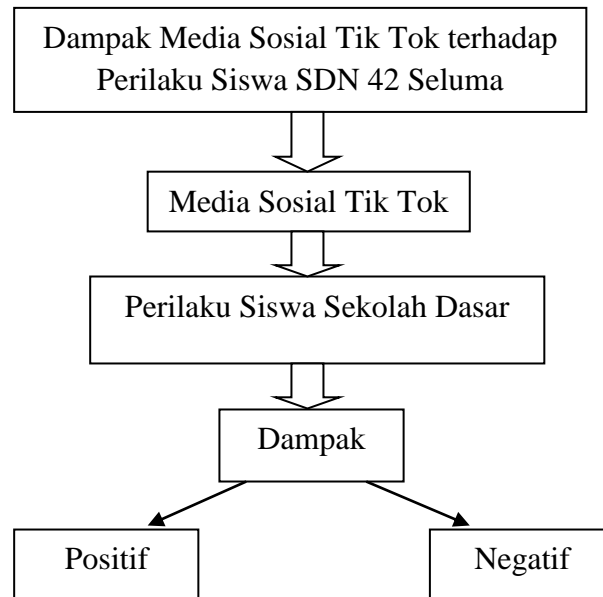 Dampak Media Sosial Tik Tok terhadap
Perilaku Siswa SDN 42 Seluma
Media Sosial Tik Tok
Perilaku Siswa Sekolah Dasar
Dampak
Positif
Negatif